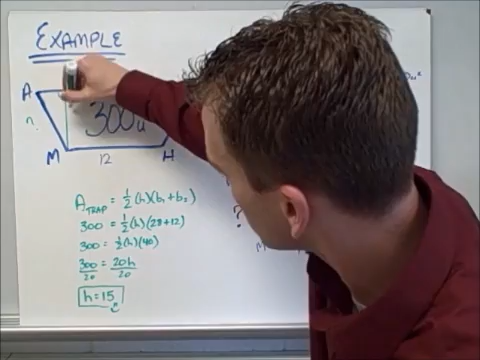 EXAMPLE
A
?
300u
M
12
H
?
M
A TRAP = 1/2 (h)(b₁ + b₂)
300 = 1/2 (h)(28+12)
300 = 1/2 (h)(40)
300/20 = 20h/20
h = 15